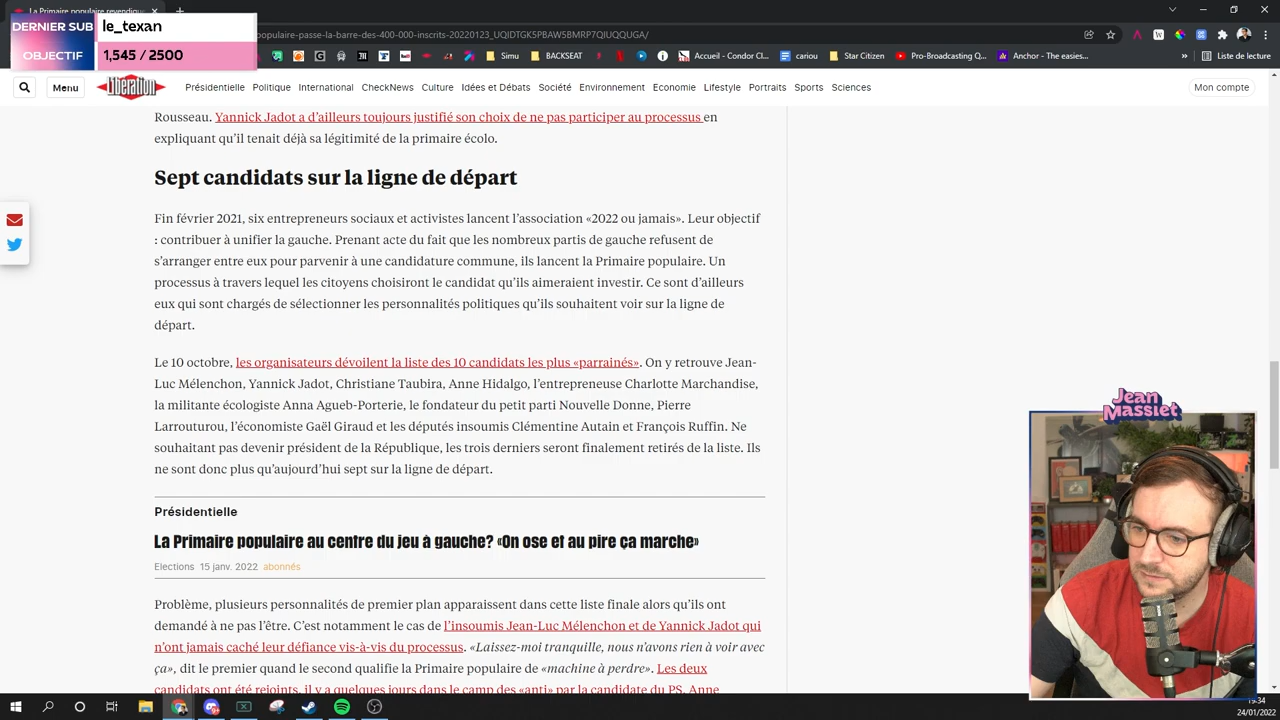 La Primaire populaire revendique
DERNIER SUB
le_texan
OBJECTIF
1,545 / 2500
populaire-passe-la-barre-des-400-000-inscrits-20220123_UQIDTGK5PBAW5BMRP7QIUQQUGA/
Simu
BACKSEAT
Accueil - Condor Cl...
cariou
Star Citizen
Pro-Broadcasting Q...
Anchor - The easies...
Liste de lecture
Menu
Libération
Présidentielle
Politique
International
CheckNews
Culture
Idées et Débats
Société
Environnement
Economie
Lifestyle
Portraits
Sports
Sciences
Mon compte
Rousseau. Yannick Jadot a d’ailleurs toujours justifié son choix de ne pas participer au processus en
expliquant qu’il tenait déjà sa légitimité de la primaire écolo.
Sept candidats sur la ligne de départ
Fin février 2021, six entrepreneurs sociaux et activistes lancent l’association «2022 ou jamais». Leur objectif
: contribuer à unifier la gauche. Prenant acte du fait que les nombreux partis de gauche refusent de
s’arranger entre eux pour parvenir à une candidature commune, ils lancent la Primaire populaire. Un
processus à travers lequel les citoyens choisiront le candidat qu’ils aimeraient investir. Ce sont d’ailleurs
eux qui sont chargés de sélectionner les personnalités politiques qu’ils souhaitent voir sur la ligne de
départ.
Le 10 octobre, les organisateurs dévoilent la liste des 10 candidats les plus «parrainés». On y retrouve Jean-
Luc Mélenchon, Yannick Jadot, Christiane Taubira, Anne Hidalgo, l’entrepreneuse Charlotte Marchandise,
la militante écologiste Anna Agueb-Porterie, le fondateur du petit parti Nouvelle Donne, Pierre
Larrouturou, l’économiste Gaël Giraud et les députés insoumis Clémentine Autain et François Ruffin. Ne
souhaitant pas devenir président de la République, les trois derniers seront finalement retirés de la liste. Ils
ne sont donc plus qu’aujourd’hui sept sur la ligne de départ.
Présidentielle
La Primaire populaire au centre du jeu à gauche? «On ose et au pire ça marche»
Elections 15 janv. 2022 abonnés
Problème, plusieurs personnalités de premier plan apparaissent dans cette liste finale alors qu’ils ont
demandé à ne pas l’être. C’est notamment le cas de l’insoumis Jean-Luc Mélenchon et de Yannick Jadot qui
n’ont jamais caché leur défiance vis-à-vis du processus. «Laissez-moi tranquille, nous n’avons rien à voir avec
ça», dit le premier quand le second qualifie la Primaire populaire de «machine à perdre». Les deux
candidats ont été rejoints, il y a quelques jours dans le camp des «anti» par la candidate du PS, Anne
Jean
Massiet
19:34
24/01/2022